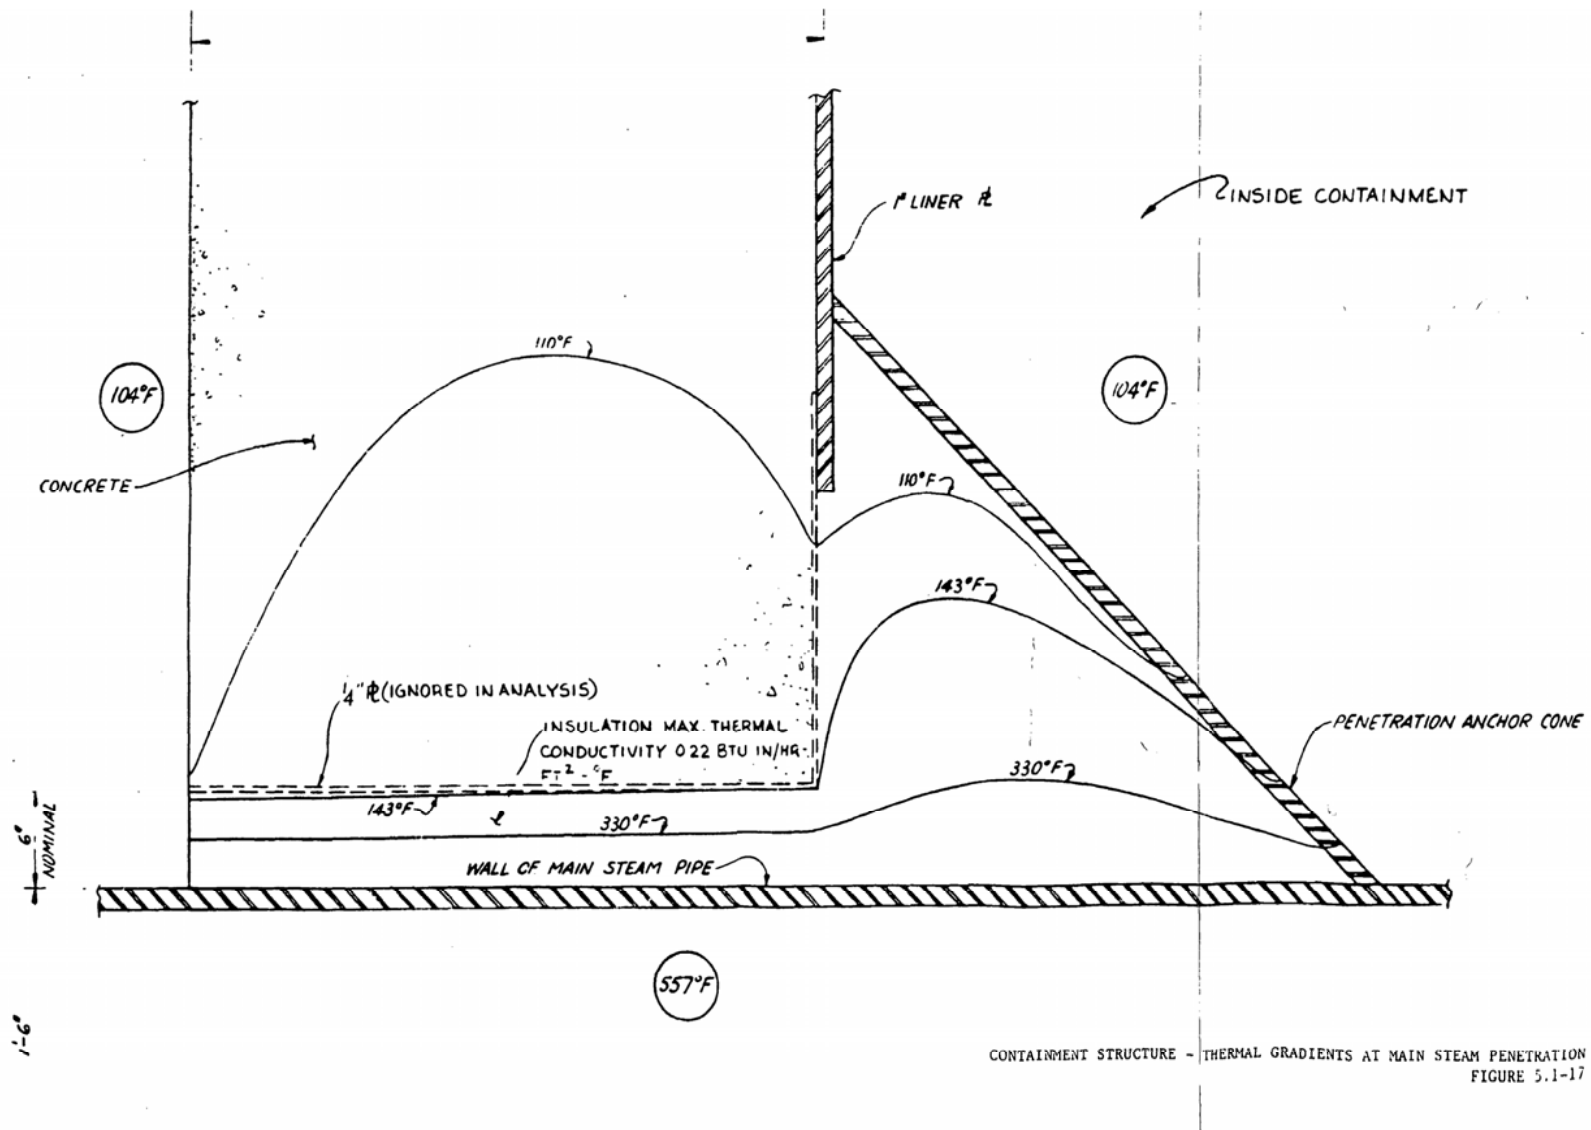 1" LINER ℄
INSIDE CONTAINMENT
110°F
104°F
104°F
CONCRETE
110°F
143°F
1/4" ℄ (IGNORED IN ANALYSIS)
INSULATION MAX. THERMAL
CONDUCTIVITY 0.22 BTU IN/HR-
FT² - °F
PENETRATION ANCHOR CONE
330°F
143°F
330°F
6"
NOMINAL
WALL OF MAIN STEAM PIPE
557°F
1'-6"
CONTAINMENT STRUCTURE - THERMAL GRADIENTS AT MAIN STEAM PENETRATION
FIGURE 5.1-17